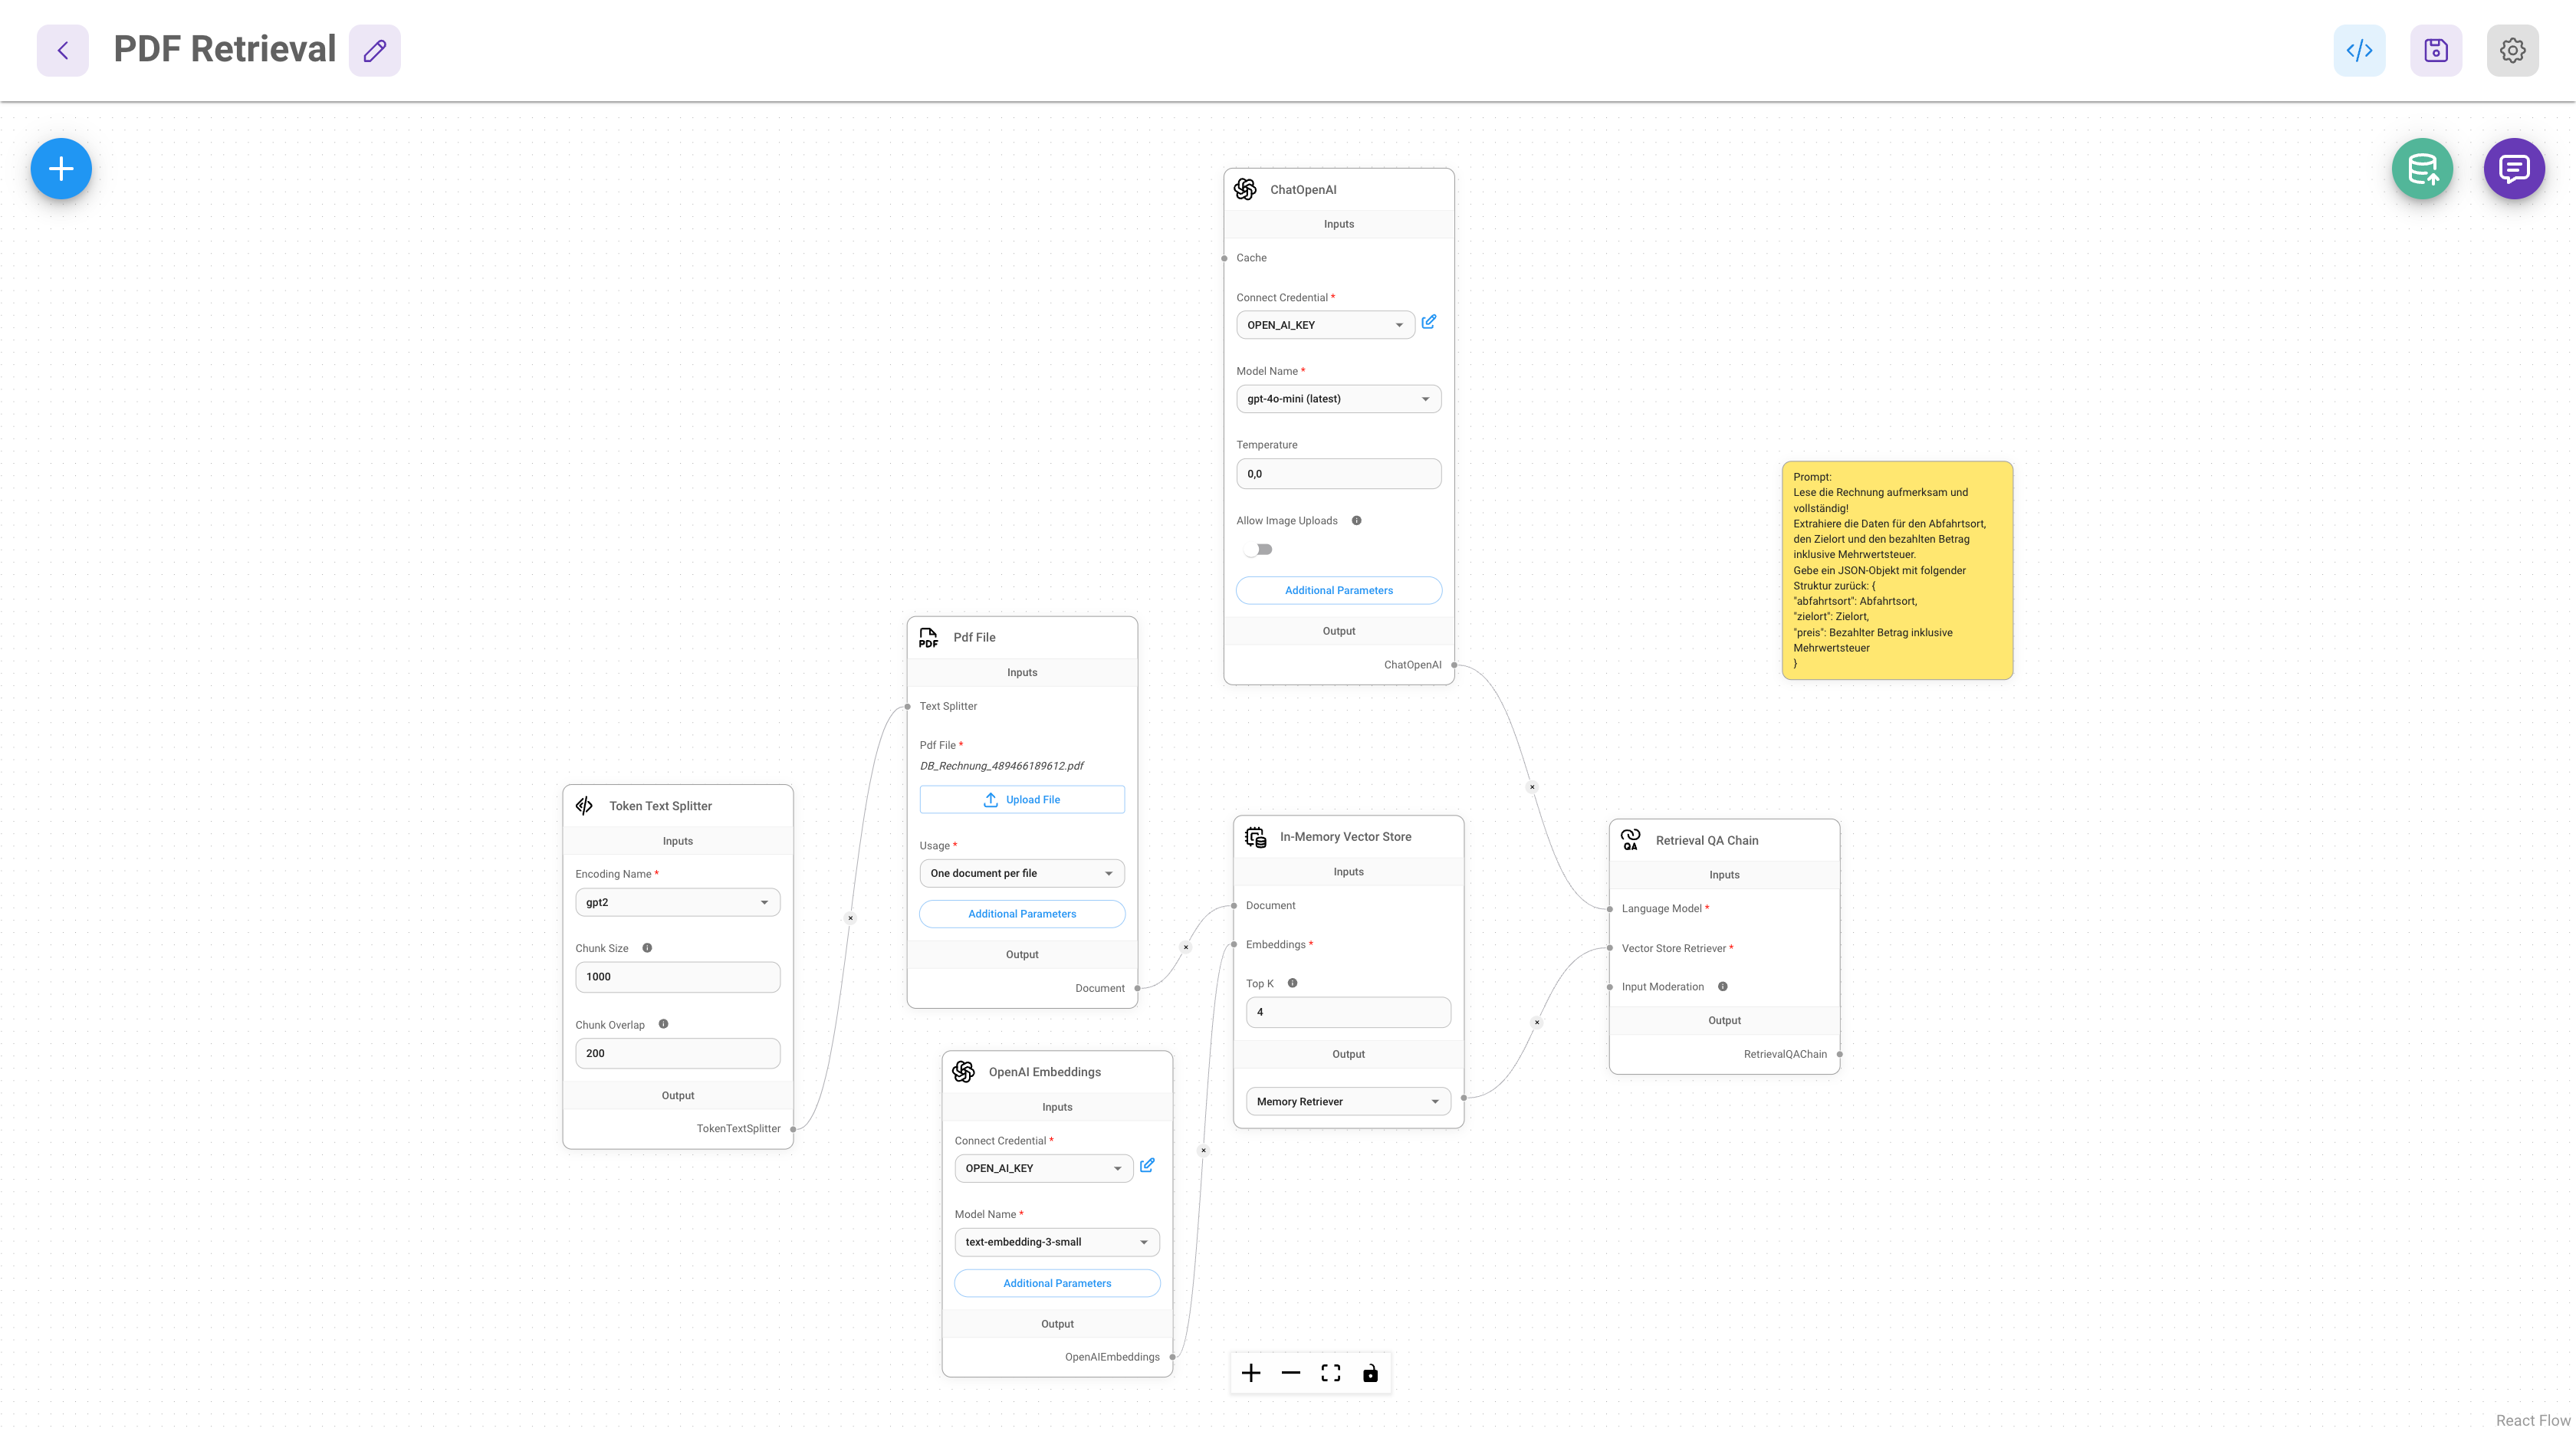 PDF Retrieval
ChatOpenAI
Inputs
Cache
Connect Credential *
OPEN_AI_KEY
Model Name *
gpt-4o-mini (latest)
Temperature
0,0
Allow Image Uploads
Additional Parameters
Output
ChatOpenAI
Prompt:
Lese die Rechnung aufmerksam und
vollständig!
Extrahiere die Daten für den Abfahrtsort,
den Zielort und den bezahlten Betrag
inklusive Mehrwertsteuer.
Gebe ein JSON-Objekt mit folgender
Struktur zurück: {
"abfahrtsort": Abfahrtsort,
"zielort": Zielort,
"preis": Bezahlter Betrag inklusive
Mehrwertsteuer
}
PDF
Pdf File
Inputs
Text Splitter
Pdf File *
DB_Rechnung_489466189612.pdf
Upload File
Usage *
One document per file
Additional Parameters
Output
Document
Token Text Splitter
Inputs
Encoding Name *
gpt2
Chunk Size
1000
Chunk Overlap
200
Output
TokenTextSplitter
In-Memory Vector Store
Inputs
Document
Embeddings *
Top K
4
Output
Memory Retriever
QA
Retrieval QA Chain
Inputs
Language Model *
Vector Store Retriever *
Input Moderation
Output
RetrievalQAChain
OpenAI Embeddings
Inputs
Connect Credential *
OPEN_AI_KEY
Model Name *
text-embedding-3-small
Additional Parameters
Output
OpenAIEmbeddings
React Flow